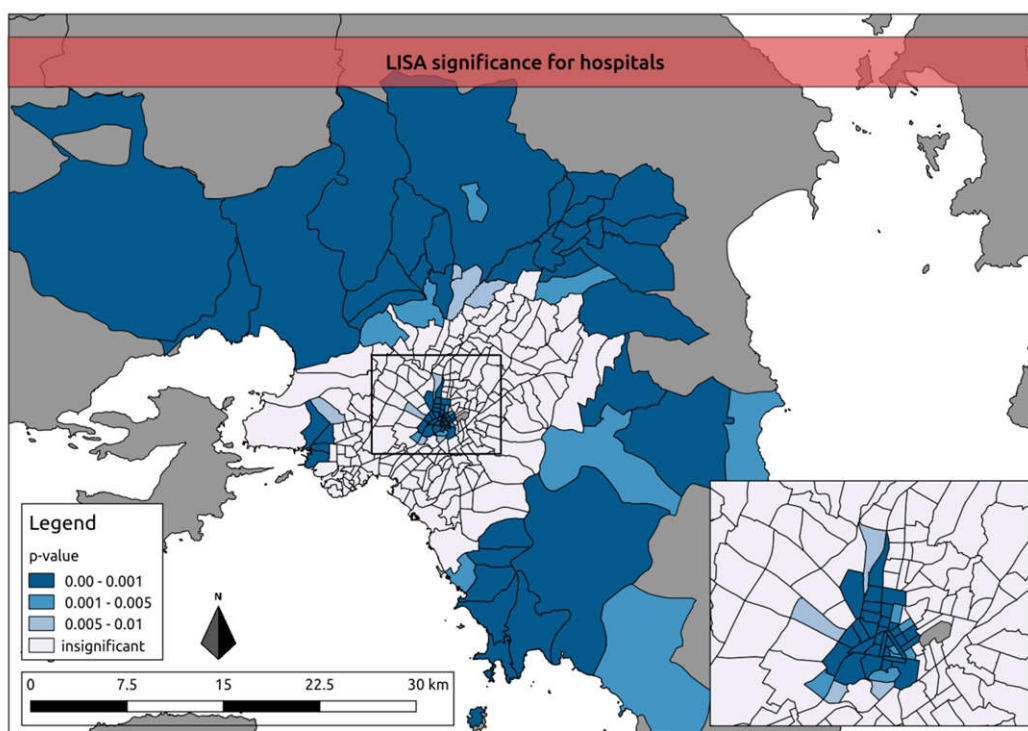 LISA significance for hospitals
Legend
p-value
0.00 - 0.001
0.001 - 0.005
0.005 - 0.01
insignificant
N
0 7.5 15 22.5 30 km